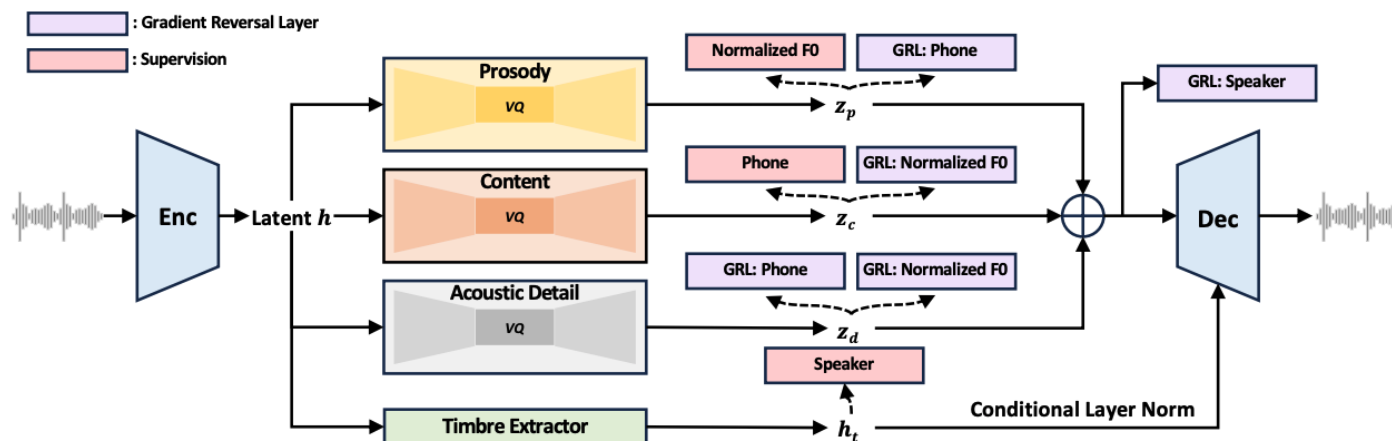 : Gradient Reversal Layer
: Supervision
Prosody
VQ
Normalized F0
GRL: Phone
z_p
GRL: Speaker
Enc
Latent h
Content
VQ
Phone
GRL: Normalized F0
z_c
Dec
Acoustic Detail
VQ
GRL: Phone
GRL: Normalized F0
z_d
Speaker
Timbre Extractor
h_t
Conditional Layer Norm